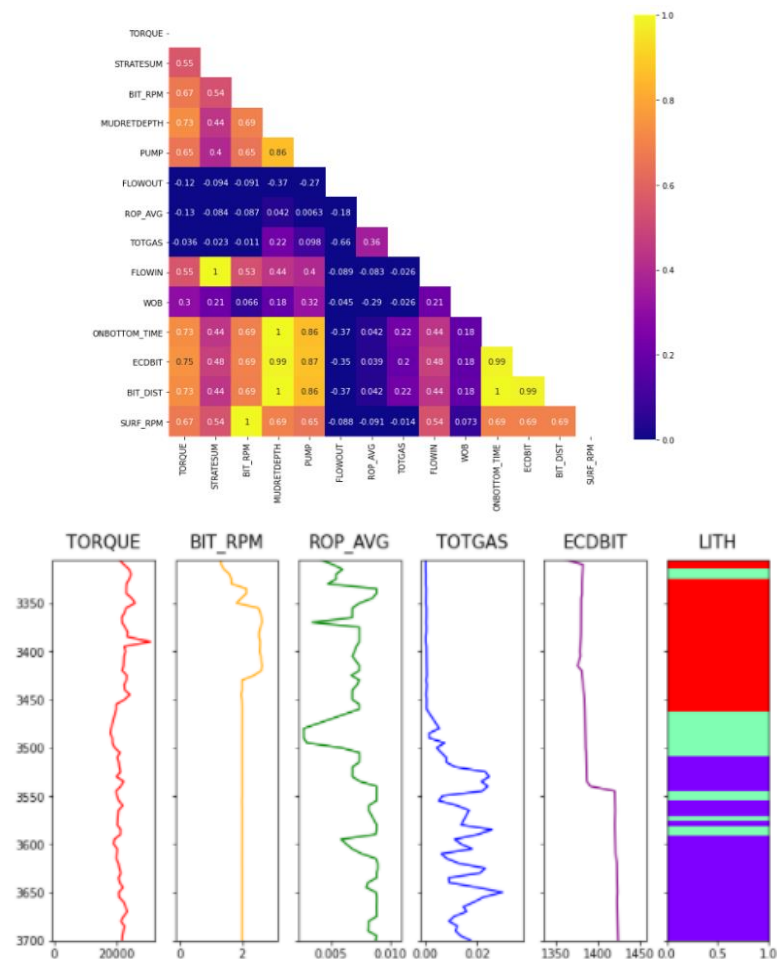 TORQUE
STRATESUM 0.55
BIT_RPM 0.67 0.54
MUDRETDEPTH 0.73 0.44 0.69
PUMP 0.65 0.4 0.65 0.86
FLOWOUT -0.12 -0.094 -0.091 -0.37 -0.27
ROP_AVG -0.13 -0.084 -0.087 0.042 0.0063 -0.18
TOTGAS -0.036 -0.023 -0.011 0.22 0.098 -0.66 0.36
FLOWIN 0.55 1 0.53 0.44 0.4 -0.089 -0.083 -0.026
WOB 0.3 0.21 0.066 0.18 0.32 -0.045 -0.29 -0.026 0.21
ONBOTTOM_TIME 0.73 0.44 0.69 1 0.86 -0.37 0.042 0.22 0.44 0.18
ECDBIT 0.75 0.48 0.69 0.99 0.87 -0.35 0.039 0.2 0.48 0.18 0.99
BIT_DIST 0.73 0.44 0.69 1 0.86 -0.37 0.042 0.22 0.44 0.18 1 0.99
SURF_RPM 0.67 0.54 1 0.69 0.65 -0.088 -0.091 -0.014 0.54 0.073 0.69 0.69 0.69
TORQUE STRATESUM BIT_RPM MUDRETDEPTH PUMP FLOWOUT ROP_AVG TOTGAS FLOWIN WOB ONBOTTOM_TIME ECDBIT BIT_DIST SURF_RPM
1.0
0.8
0.6
0.4
0.2
0.0
TORQUE BIT_RPM ROP_AVG TOTGAS ECDBIT LITH
3350
3400
3450
3500
3550
3600
3650
3700
0 20000 0 2 0.005 0.010 0.00 0.02 1350 1400 1450 0.0 0.5 1.0